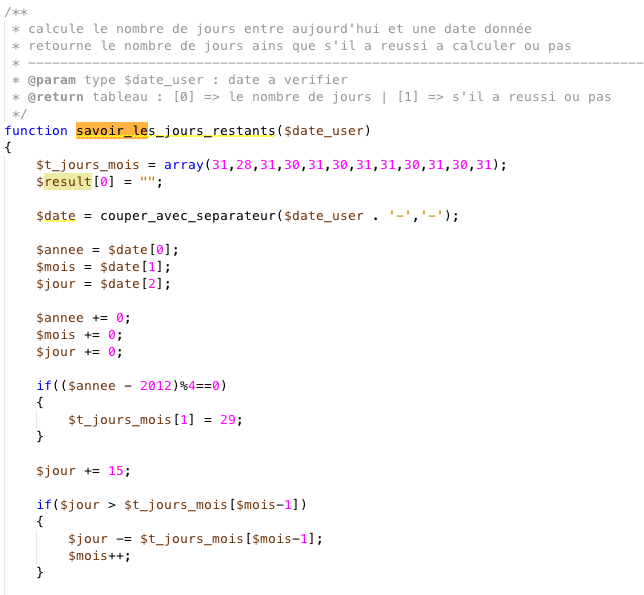 /**
 * calcule le nombre de jours entre aujourd'hui et une date donnée
 * retourne le nombre de jours ains que s'il a reussi a calculer ou pas
 * -----------------------------------------------------------------------------
 * @param type $date_user : date a verifier
 * @return tableau : [0] => le nombre de jours | [1] => s'il a reussi ou pas
 */
function savoir_les_jours_restants($date_user)
{
    $t_jours_mois = array(31,28,31,30,31,30,31,31,30,31,30,31);
    $result[0] = "";
    $date = couper_avec_separateur($date_user . '-','-');
    $annee = $date[0];
    $mois = $date[1];
    $jour = $date[2];
    $annee += 0;
    $mois += 0;
    $jour += 0;
    if(($annee - 2012)%4==0)
    {
        $t_jours_mois[1] = 29;
    }
    $jour += 15;
    if($jour > $t_jours_mois[$mois-1])
    {
        $jour -= $t_jours_mois[$mois-1];
        $mois++;
    }